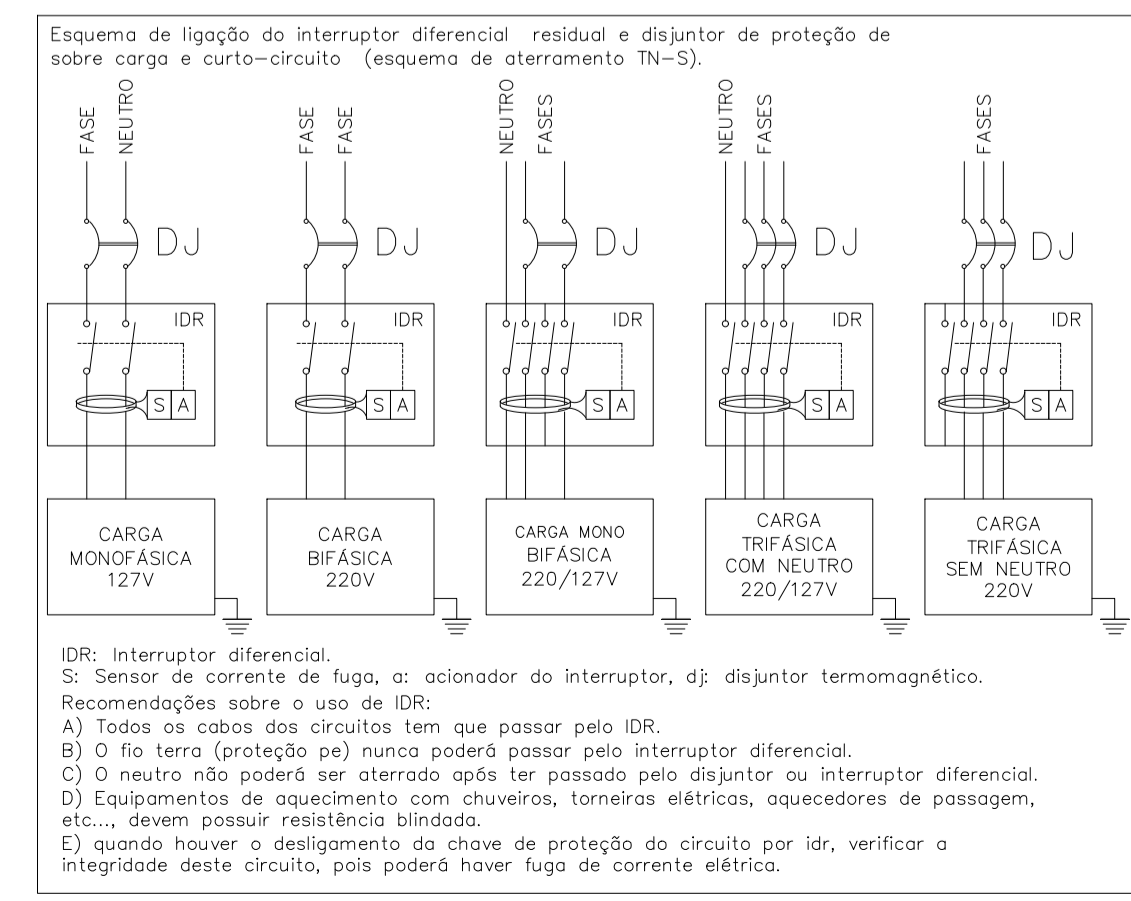 Esquema de ligação do interruptor diferencial residual e disjuntor de proteção de
sobre carga e curto-circuito (esquema de aterramento TN-S).
FASE
NEUTRO
FASE
FASE
NEUTRO
FASES
NEUTRO
FASES
FASES
DJ
DJ
DJ
DJ
DJ
IDR
IDR
IDR
IDR
IDR
S A
S A
S A
S A
S A
CARGA
MONOFÁSICA
127V
CARGA
BIFÁSICA
220V
CARGA MONO
BIFÁSICA
220/127V
CARGA
TRIFÁSICA
COM NEUTRO
220/127V
CARGA
TRIFÁSICA
SEM NEUTRO
220V
IDR: Interruptor diferencial.
S: Sensor de corrente de fuga, a: acionador do interruptor, dj: disjuntor termomagnético.
Recomendações sobre o uso de IDR:
A) Todos os cabos dos circuitos tem que passar pelo IDR.
B) O fio terra (proteção pe) nunca poderá passar pelo interruptor diferencial.
C) O neutro não poderá ser aterrado após ter passado pelo disjuntor ou interruptor diferencial.
D) Equipamentos de aquecimento com chuveiros, torneiras elétricas, aquecedores de passagem,
etc..., devem possuir resistência blindada.
E) quando houver o desligamento da chave de proteção do circuito por idr, verificar a
integridade deste circuito, pois poderá haver fuga de corrente elétrica.